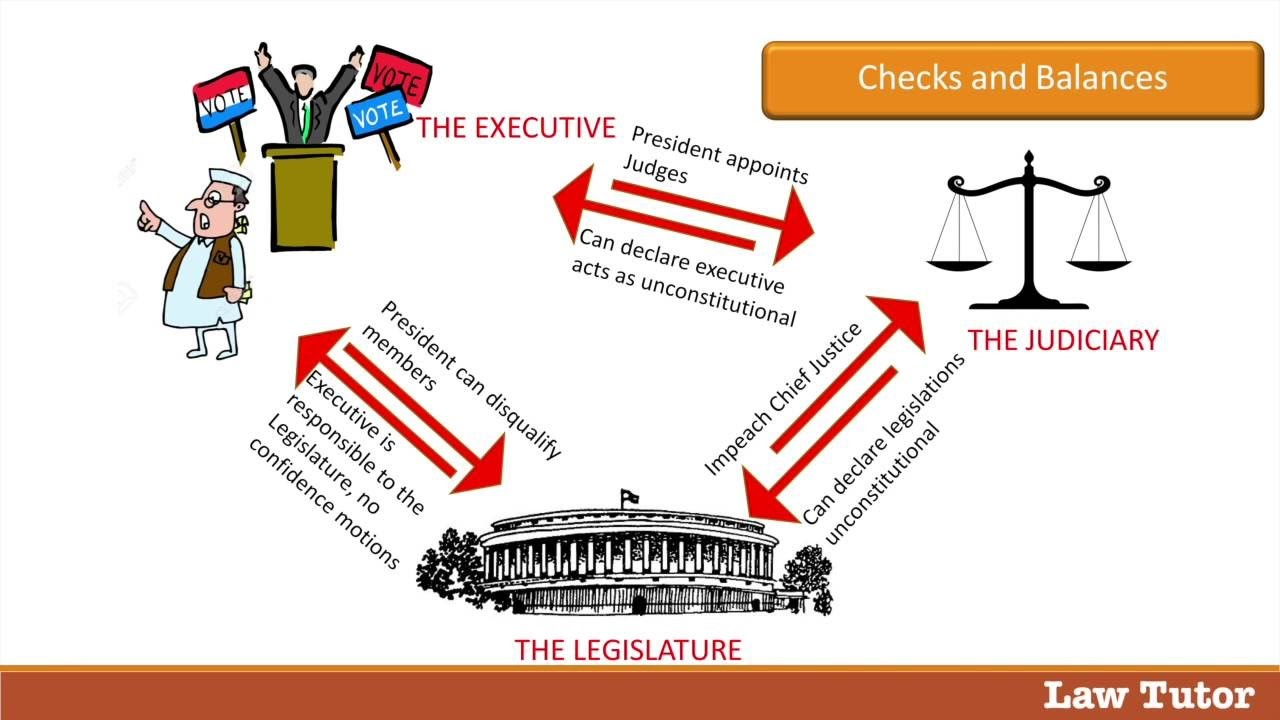 Checks and Balances
VOTE
VOTE
VOTE
THE EXECUTIVE
President appoints
Judges
Can declare executive
acts as unconstitutional
THE JUDICIARY
President can disqualify
members
Executive is
responsible to the
Legislature, no
confidence motions
Impeach Chief Justice
Can declare legislations
unconstitutional
THE LEGISLATURE
Law Tutor